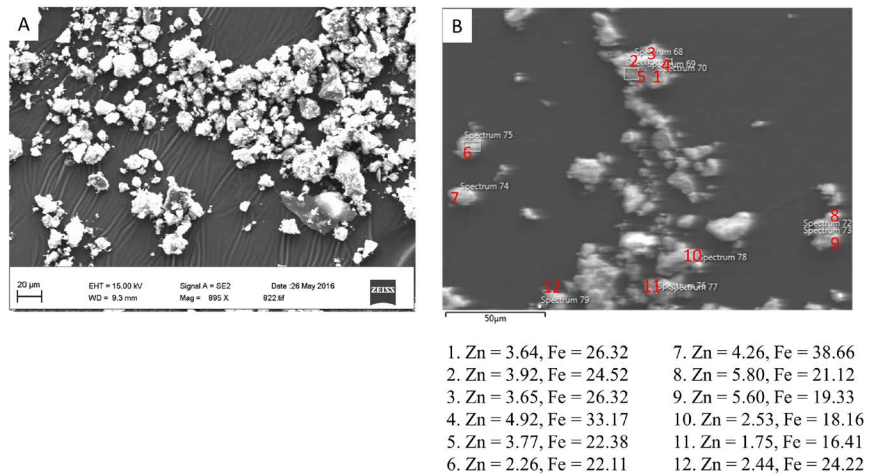 A
20 µm
EHT = 15.00 kV
WD = 9.3 mm
Signal A = SE2
Mag = 895 X
Date :26 May 2016
822.tif
ZEISS
B
Spectrum 68
3
2
4
Spectrum 70
5
1
Spectrum 75
6
Spectrum 74
7
8
Spectrum 72
Spectrum 73
9
10
Spectrum 78
12
11
Spectrum 77
Spectrum 79
50µm
1. Zn = 3.64, Fe = 26.32
2. Zn = 3.92, Fe = 24.52
3. Zn = 3.65, Fe = 26.32
4. Zn = 4.92, Fe = 33.17
5. Zn = 3.77, Fe = 22.38
6. Zn = 2.26, Fe = 22.11
7. Zn = 4.26, Fe = 38.66
8. Zn = 5.80, Fe = 21.12
9. Zn = 5.60, Fe = 19.33
10. Zn = 2.53, Fe = 18.16
11. Zn = 1.75, Fe = 16.41
12. Zn = 2.44, Fe = 24.22